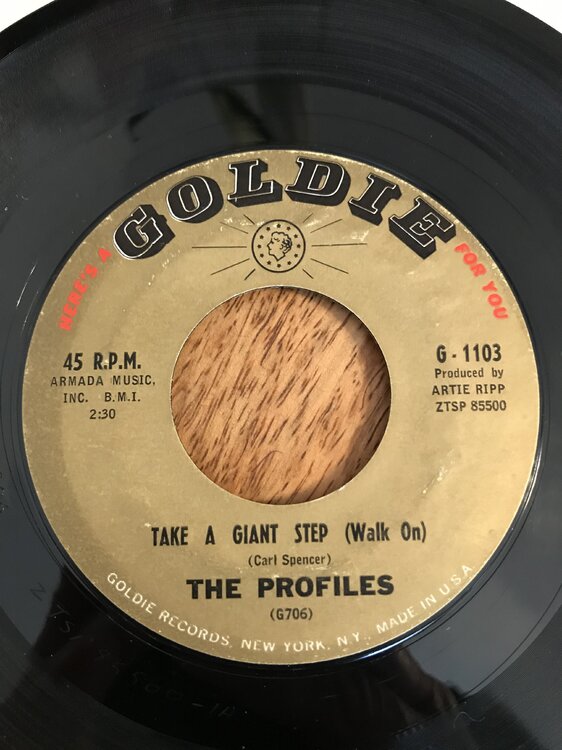 HERE'S A GOLDIE FOR YOU
45 R.P.M.
ARMADA MUSIC,
INC. B.M.I.
2:30
G - 1103
Produced by
ARTIE RIPP
ZTSP 85500
TAKE A GIANT STEP (Walk On)
(Carl Spencer)
THE PROFILES
(G706)
GOLDIE RECORDS, NEW YORK, N.Y., MADE IN U.S.A.